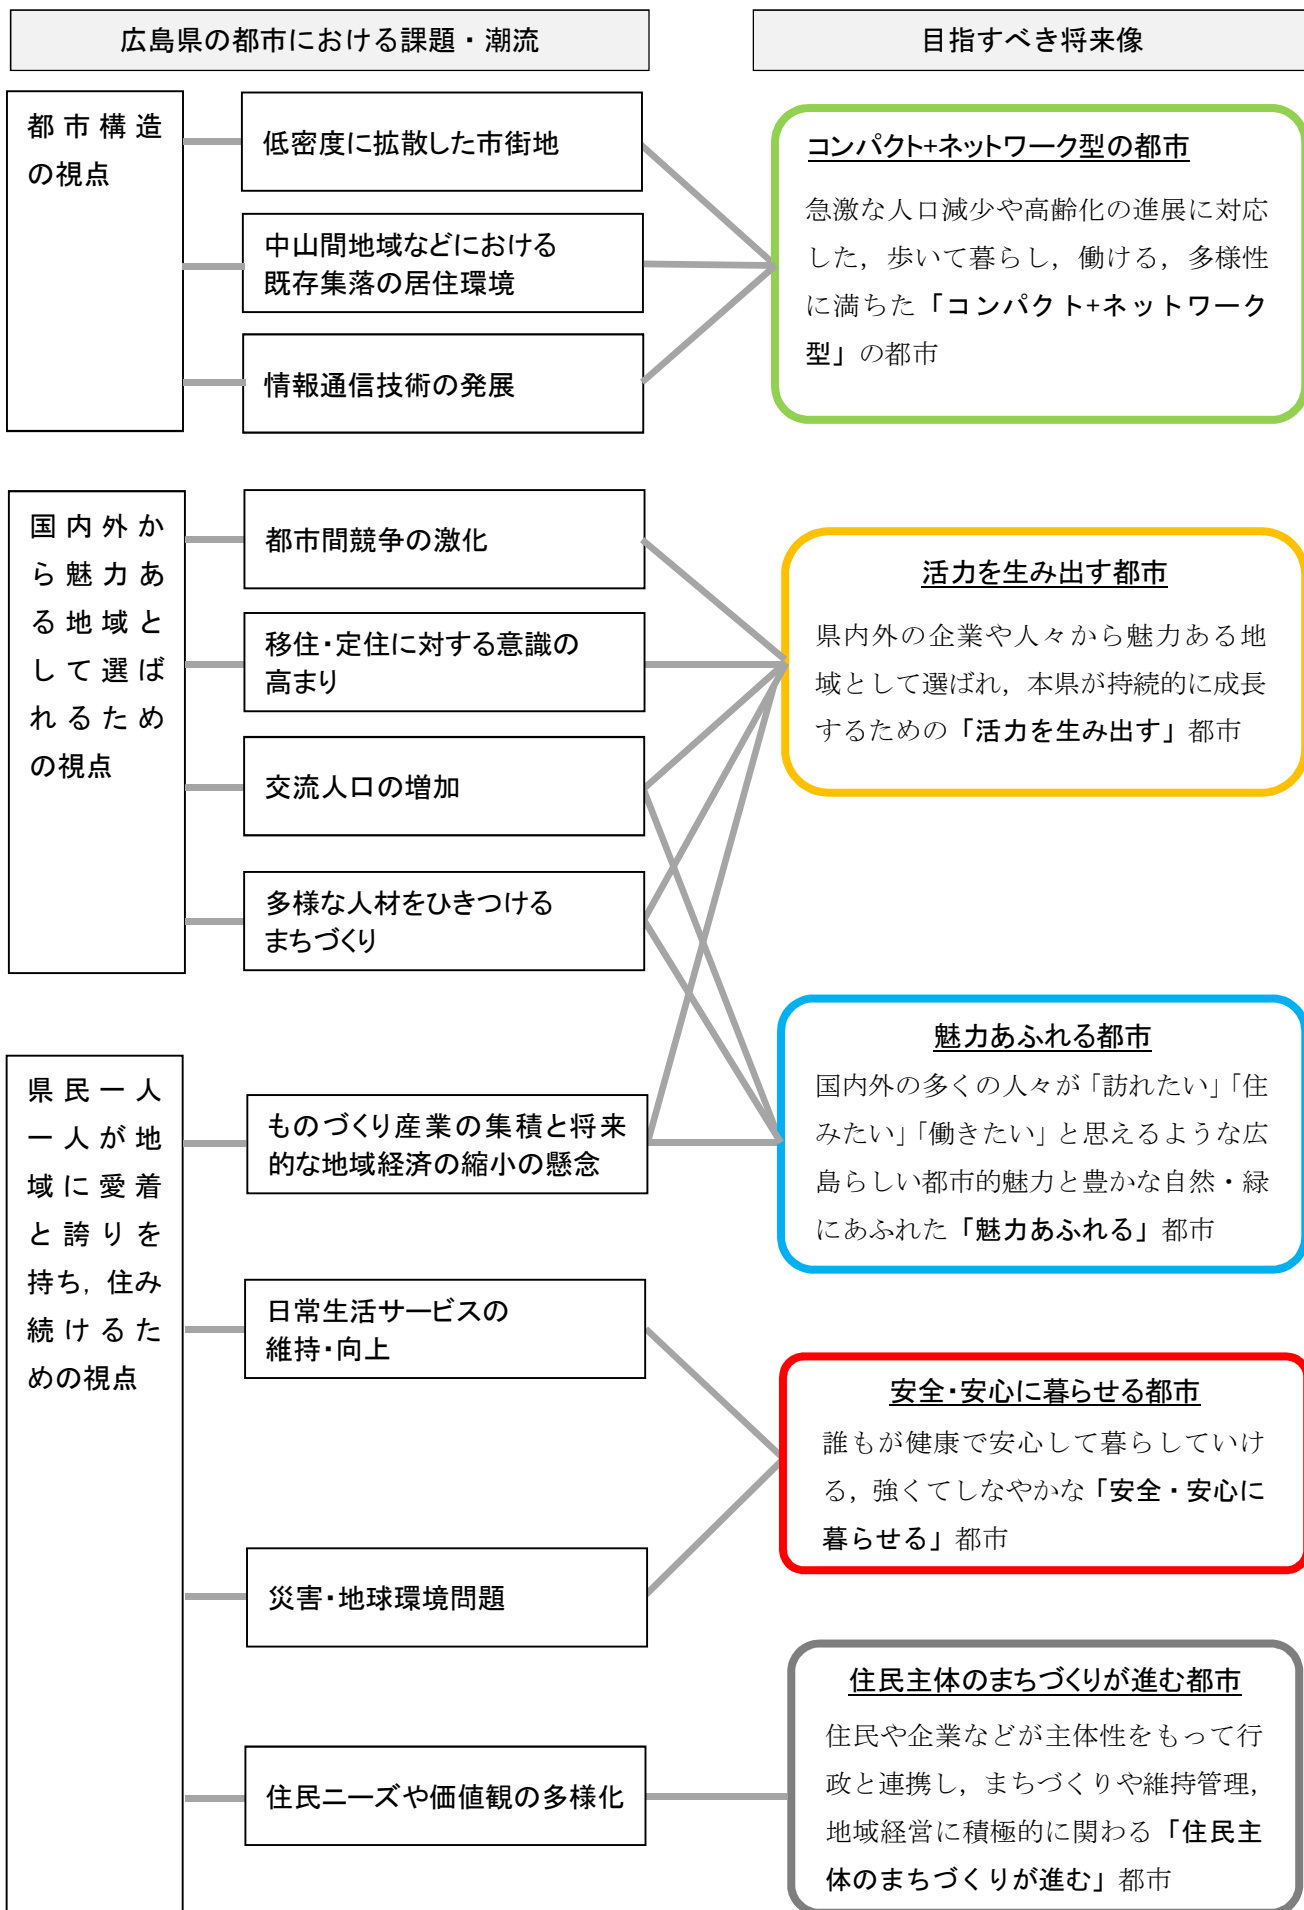 広島県の都市における課題・潮流
目指すべき将来像
都市構造
の視点
低密度に拡散した市街地
中山間地域などにおける
既存集落の居住環境
情報通信技術の発展
コンパクト+ネットワーク型の都市
急激な人口減少や高齢化の進展に対応
した，歩いて暮らし，働ける，多様性
に満ちた「コンパクト+ネットワーク
型」の都市
国内外か
ら魅力あ
る地域と
して選ば
れるため
の視点
都市間競争の激化
移住・定住に対する意識の
高まり
交流人口の増加
多様な人材をひきつける
まちづくり
活力を生み出す都市
県内外の企業や人々から魅力ある地
域として選ばれ，本県が持続的に成長
するための「活力を生み出す」都市
魅力あふれる都市
国内外の多くの人々が「訪れたい」「住
みたい」「働きたい」と思えるような広
島らしい都市的魅力と豊かな自然・緑
にあふれた「魅力あふれる」都市
県民一人
一人が地
域に愛着
と誇りを
持ち，住み
続けるた
めの視点
ものづくり産業の集積と将来
的な地域経済の縮小の懸念
日常生活サービスの
維持・向上
災害・地球環境問題
住民ニーズや価値観の多様化
安全・安心に暮らせる都市
誰もが健康で安心して暮らしていけ
る，強くてしなやかな「安全・安心に
暮らせる」都市
住民主体のまちづくりが進む都市
住民や企業などが主体性をもって行
政と連携し，まちづくりや維持管理，
地域経営に積極的に関わる「住民主
体のまちづくりが進む」都市